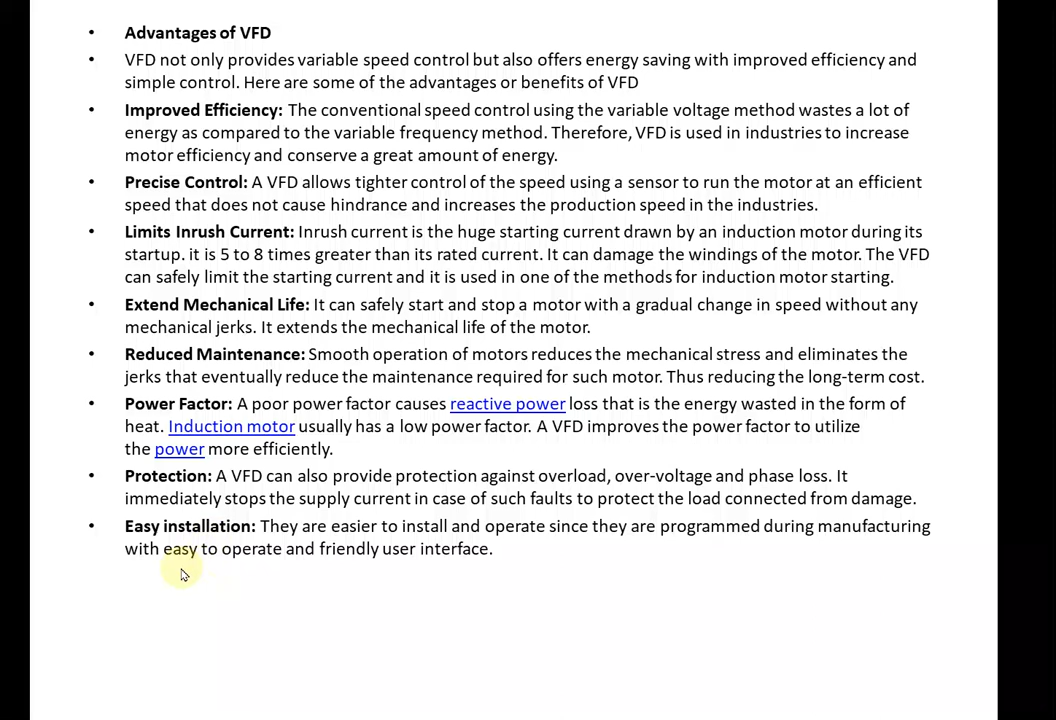 • Advantages of VFD
• VFD not only provides variable speed control but also offers energy saving with improved efficiency and
simple control. Here are some of the advantages or benefits of VFD
• Improved Efficiency: The conventional speed control using the variable voltage method wastes a lot of
energy as compared to the variable frequency method. Therefore, VFD is used in industries to increase
motor efficiency and conserve a great amount of energy.
• Precise Control: A VFD allows tighter control of the speed using a sensor to run the motor at an efficient
speed that does not cause hindrance and increases the production speed in the industries.
• Limits Inrush Current: Inrush current is the huge starting current drawn by an induction motor during its
startup. it is 5 to 8 times greater than its rated current. It can damage the windings of the motor. The VFD
can safely limit the starting current and it is used in one of the methods for induction motor starting.
• Extend Mechanical Life: It can safely start and stop a motor with a gradual change in speed without any
mechanical jerks. It extends the mechanical life of the motor.
• Reduced Maintenance: Smooth operation of motors reduces the mechanical stress and eliminates the
jerks that eventually reduce the maintenance required for such motor. Thus reducing the long-term cost.
• Power Factor: A poor power factor causes reactive power loss that is the energy wasted in the form of
heat. Induction motor usually has a low power factor. A VFD improves the power factor to utilize
the power more efficiently.
• Protection: A VFD can also provide protection against overload, over-voltage and phase loss. It
immediately stops the supply current in case of such faults to protect the load connected from damage.
• Easy installation: They are easier to install and operate since they are programmed during manufacturing
with easy to operate and friendly user interface.